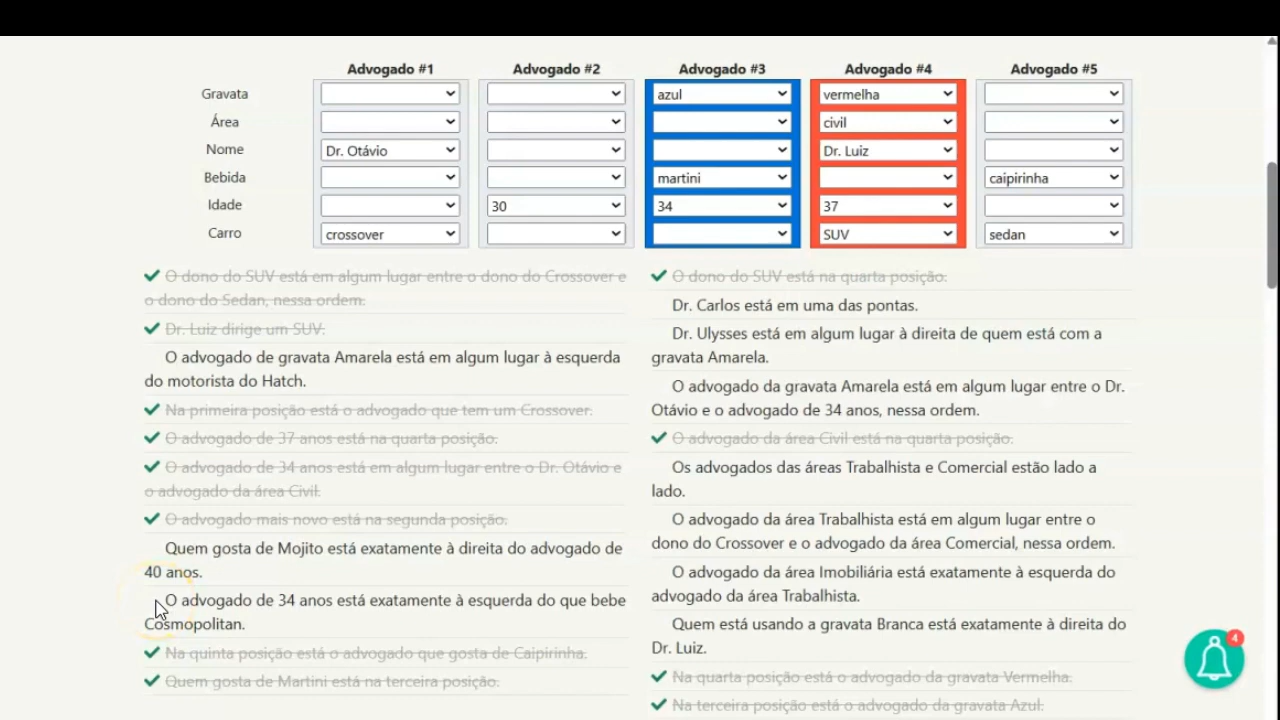 Advogado #1 Advogado #2 Advogado #3 Advogado #4 Advogado #5
Gravata azul vermelha
Área civil
Nome Dr. Otávio Dr. Luiz
Bebida martini caipirinha
Idade 30 34 37
Carro crossover SUV sedan
O dono do SUV está em algum lugar entre o dono do Crossover e
o dono do Sedan, nessa ordem.
Dr. Luiz dirige um SUV.
O advogado de gravata Amarela está em algum lugar à esquerda
do motorista do Hatch.
Na primeira posição está o advogado que tem um Crossover.
O advogado de 37 anos está na quarta posição.
O advogado de 34 anos está em algum lugar entre o Dr. Otávio e
o advogado da área Civil.
O advogado mais novo está na segunda posição.
Quem gosta de Mojito está exatamente à direita do advogado de
40 anos.
O advogado de 34 anos está exatamente à esquerda do que bebe
Cosmopolitan.
Na quinta posição está o advogado que gosta de Caipirinha.
Quem gosta de Martini está na terceira posição.
O dono do SUV está na quarta posição.
Dr. Carlos está em uma das pontas.
Dr. Ulysses está em algum lugar à direita de quem está com a
gravata Amarela.
O advogado da gravata Amarela está em algum lugar entre o Dr.
Otávio e o advogado de 34 anos, nessa ordem.
O advogado da área Civil está na quarta posição.
Os advogados das áreas Trabalhista e Comercial estão lado a
lado.
O advogado da área Trabalhista está em algum lugar entre o
dono do Crossover e o advogado da área Comercial, nessa ordem.
O advogado da área Imobiliária está exatamente à esquerda do
advogado da área Trabalhista.
Quem está usando a gravata Branca está exatamente à direita do
Dr. Luiz.
Na quarta posição está o advogado da gravata Vermelha.
Na terceira posição está o advogado da gravata Azul.
4